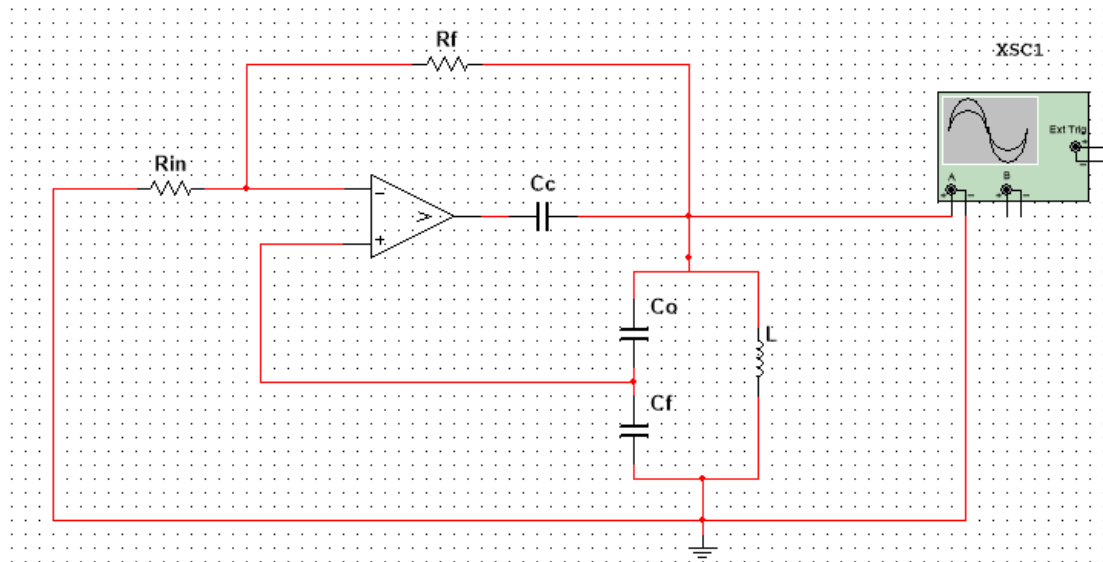 Rf
XSC1
Ext Trig
+
−
Rin
Cc
−
+
V
A
B
+ − + −
Co
L
Cf